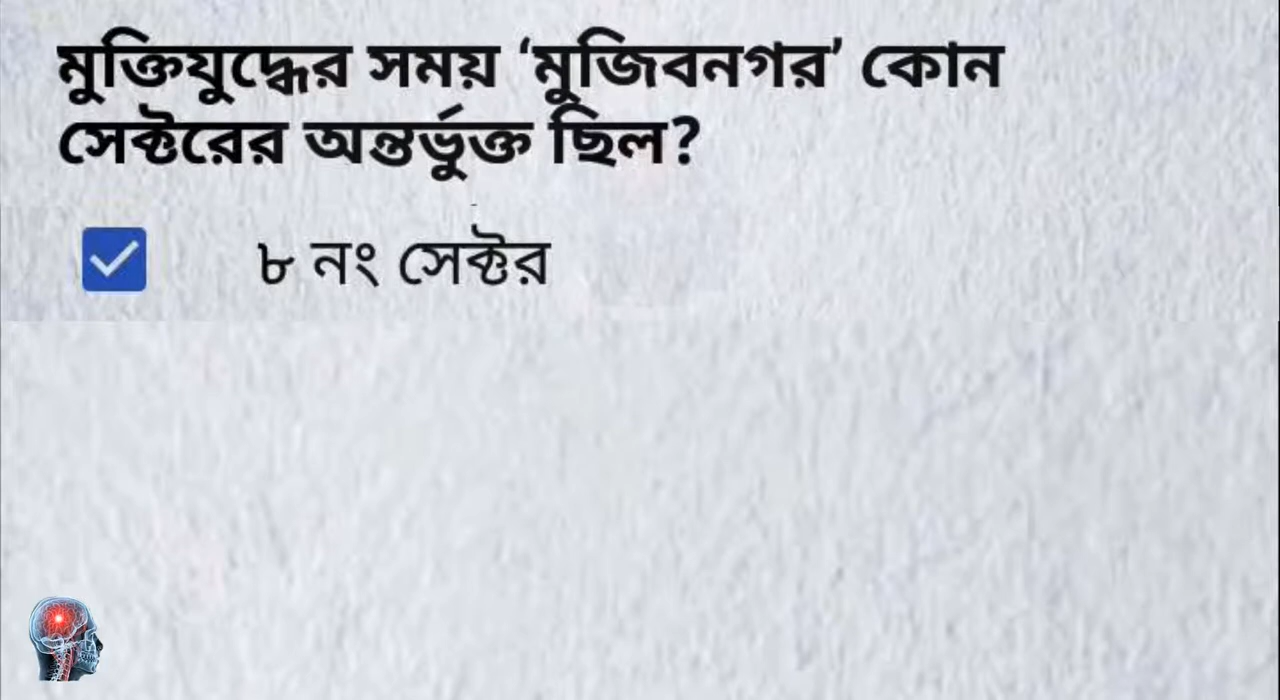 মুক্তিযুদ্ধের সময় ‘মুজিবনগর’ কোন
সেক্টরের অন্তর্ভুক্ত ছিল?
৮ নং সেক্টর